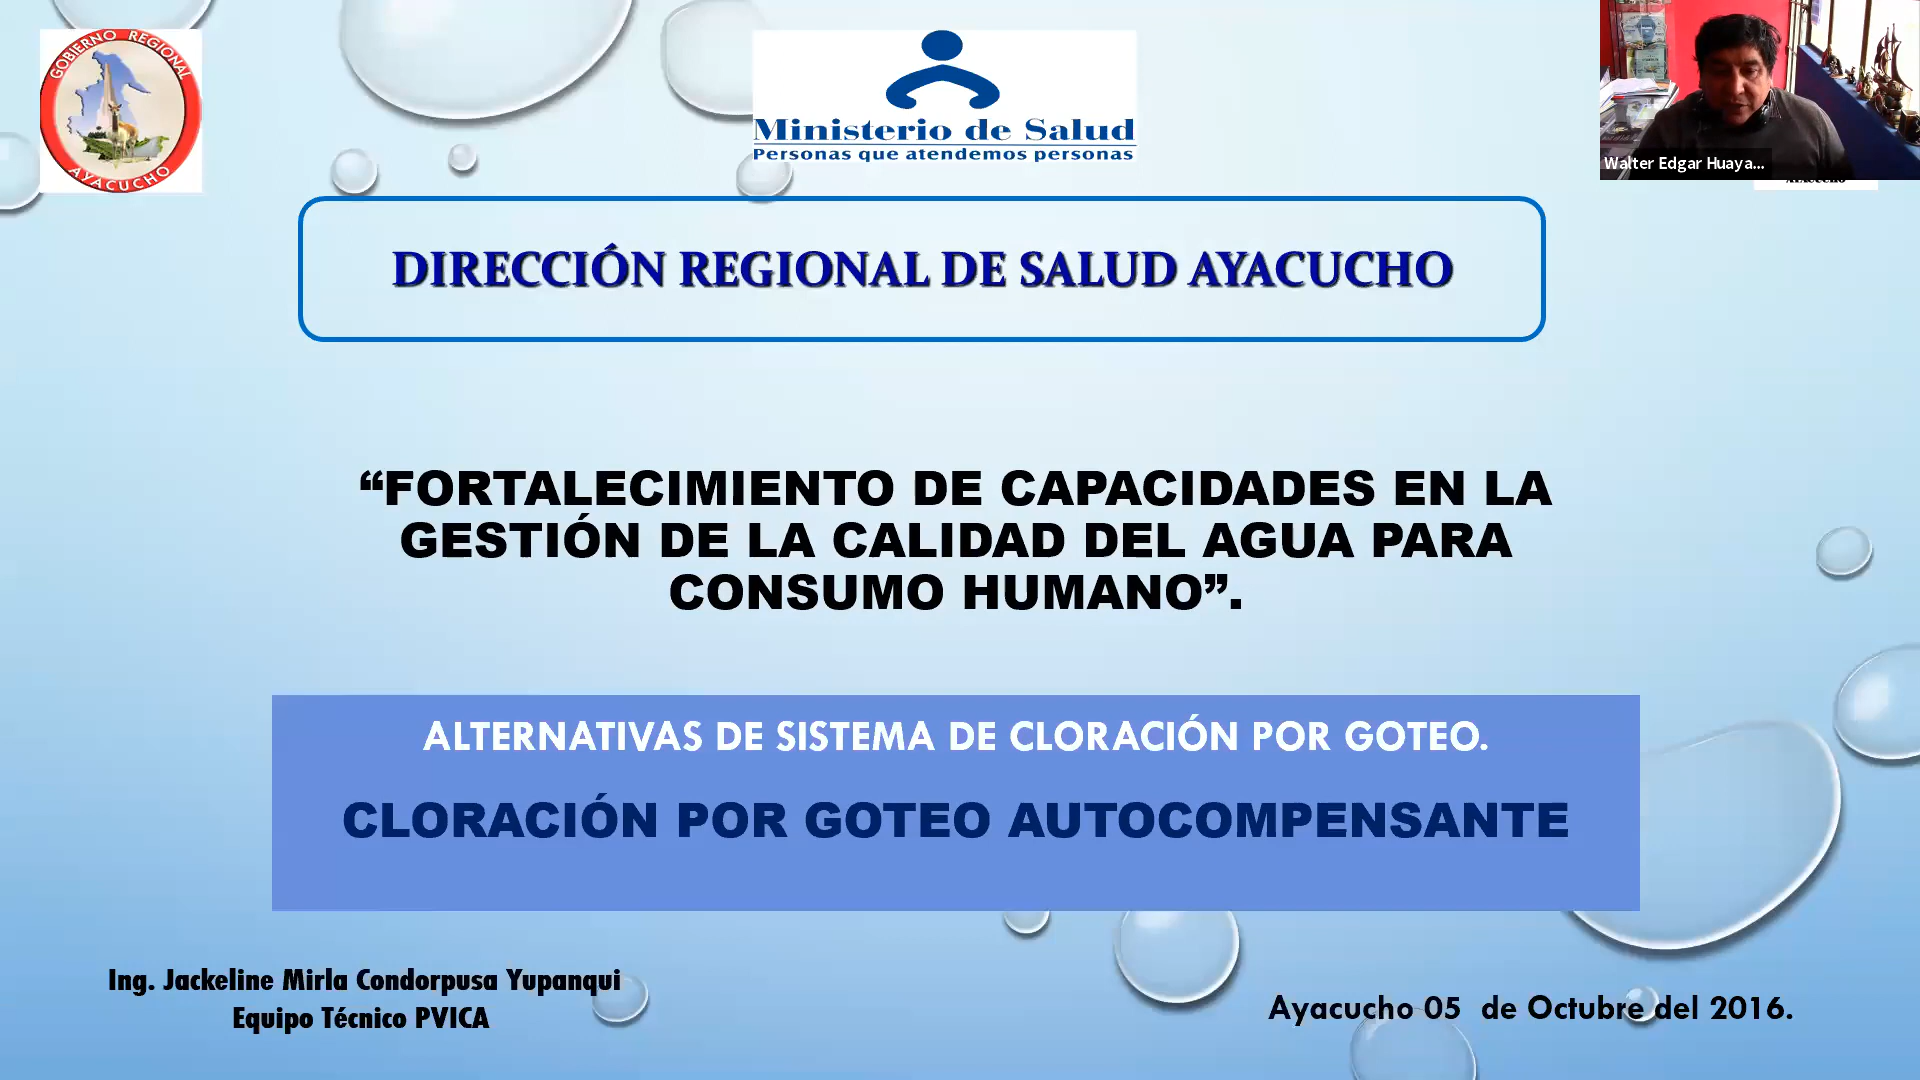 GOBIERNO REGIONAL
AYACUCHO
Ministerio de Salud
Personas que atendemos personas
Walter Edgar Huaya...
DIRECCIÓN REGIONAL DE SALUD AYACUCHO
“FORTALECIMIENTO DE CAPACIDADES EN LA
GESTIÓN DE LA CALIDAD DEL AGUA PARA
CONSUMO HUMANO”.
ALTERNATIVAS DE SISTEMA DE CLORACIÓN POR GOTEO.
CLORACIÓN POR GOTEO AUTOCOMPENSANTE
Ing. Jackeline Mirla Condorpusa Yupanqui
Equipo Técnico PVICA
Ayacucho 05 de Octubre del 2016.